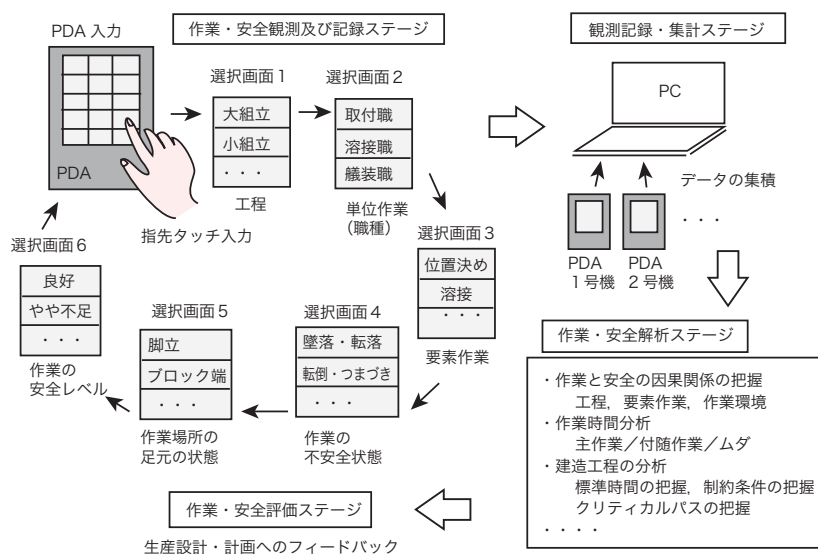 PDA 入力
作業・安全観測及び記録ステージ
観測記録・集計ステージ
選択画面1
選択画面2
大組立
小組立
・・・
工程
取付職
溶接職
艤装職
単位作業
（職種）
PDA
指先タッチ入力
PC
データの集積
・・・
PDA
1号機
PDA
2号機
選択画面3
位置決め
溶接
・・・
要素作業
選択画面4
墜落・転落
転倒・つまづき
・・・
作業の
不安全状態
選択画面5
脚立
ブロック端
・・・
作業場所の
足元の状態
選択画面6
良好
やや不足
・・・
作業の
安全レベル
作業・安全解析ステージ
・作業と安全の因果関係の把握
工程，要素作業，作業環境
・作業時間分析
主作業／付随作業／ムダ
・建造工程の分析
標準時間の把握，制約条件の把握
クリティカルパスの把握
・・・・
作業・安全評価ステージ
生産設計・計画へのフィードバック